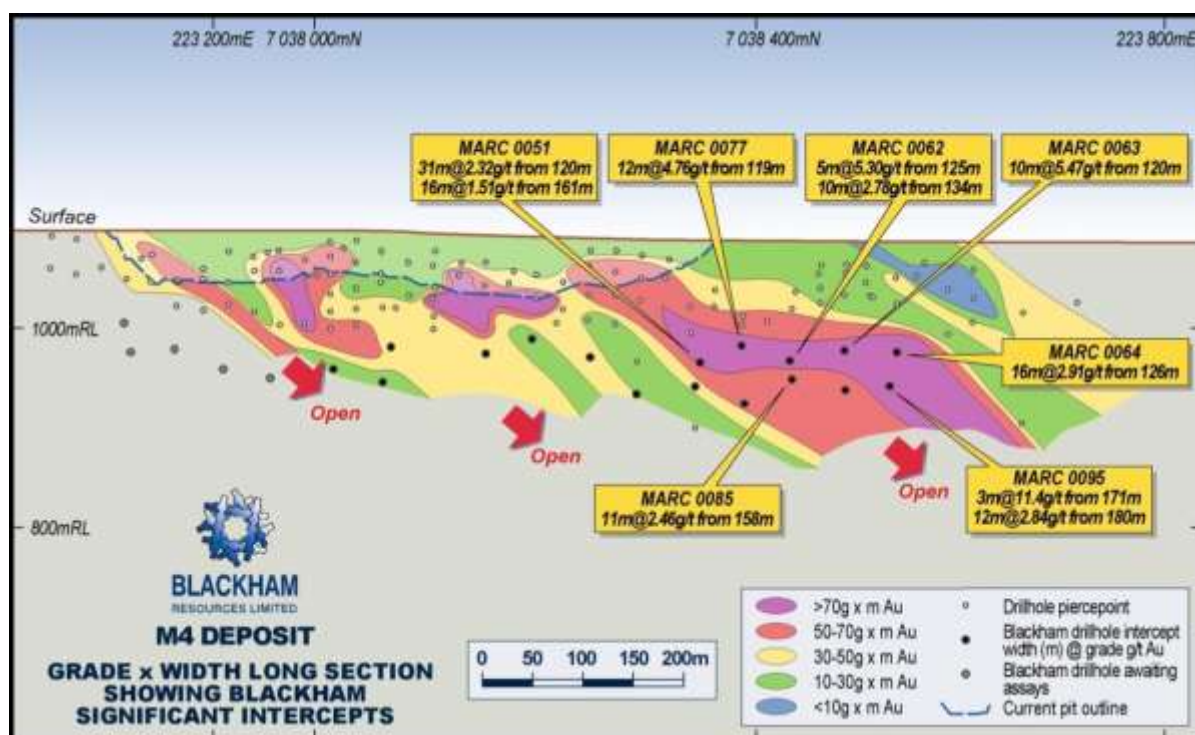 223 200mE 7 038 000mN 7 038 400mN 223 800mE
MARC 0051
31m@2.32g/t from 120m
16m@1.51g/t from 161m
MARC 0077
12m@4.76g/t from 119m
MARC 0062
5m@5.30g/t from 125m
10m@2.78g/t from 134m
MARC 0063
10m@5.47g/t from 120m
Surface
1000mRL
MARC 0064
16m@2.91g/t from 126m
Open
Open
Open
MARC 0085
11m@2.46g/t from 158m
MARC 0095
3m@11.4g/t from 171m
12m@2.84g/t from 180m
800mRL
BLACKHAM
RESOURCES LIMITED
M4 DEPOSIT
GRADE x WIDTH LONG SECTION
SHOWING BLACKHAM
SIGNIFICANT INTERCEPTS
0 50 100 150 200m
>70g x m Au
50-70g x m Au
30-50g x m Au
10-30g x m Au
<10g x m Au
Drillhole piercepoint
Blackham drillhole intercept
width (m) @ grade g/t Au
Blackham drillhole awaiting
assays
Current pit outline